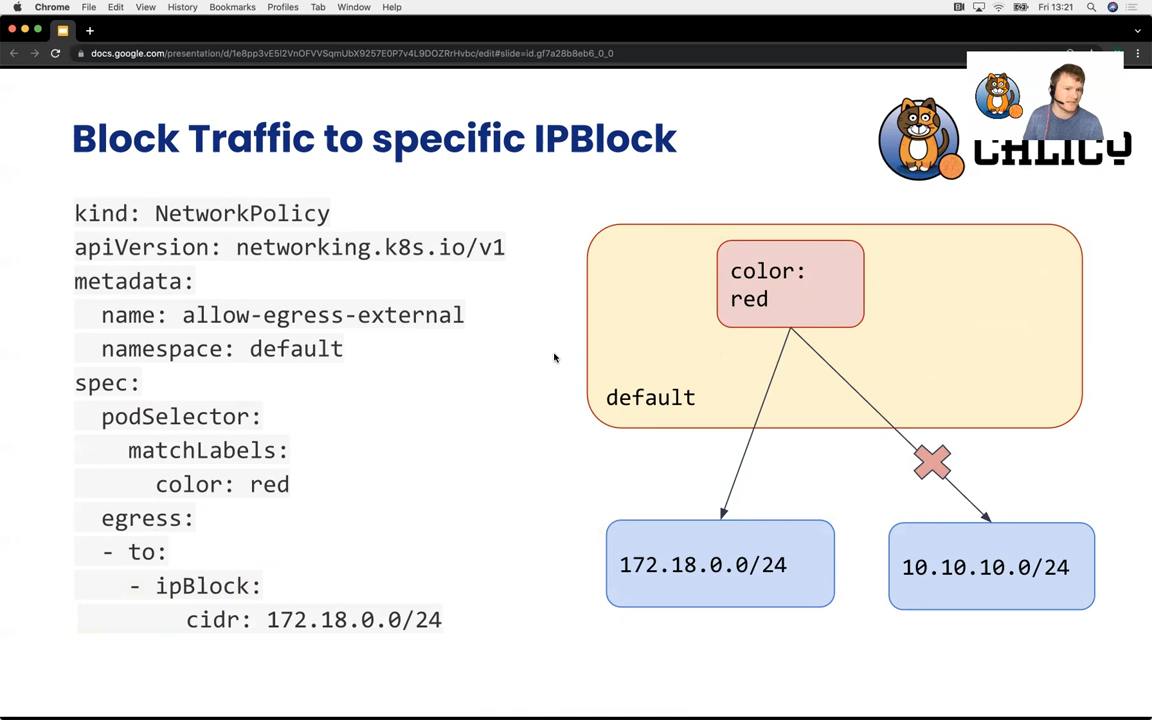 Chrome File Edit View History Bookmarks Profiles Tab Window Help Fri 13:21
docs.google.com/presentation/d/1e8pp3vE5l2VnOFVVSqmUbX9257E0P7v4L9DOZRrHvbc/edit#slide=id.gf7a28b8eb6_0_0
Block Traffic to specific IPBlock
CALICO
kind: NetworkPolicy
apiVersion: networking.k8s.io/v1
metadata:
name: allow-egress-external
namespace: default
spec:
podSelector:
matchLabels:
color: red
egress:
- to:
- ipBlock:
cidr: 172.18.0.0/24
color:
red
default
172.18.0.0/24
10.10.10.0/24